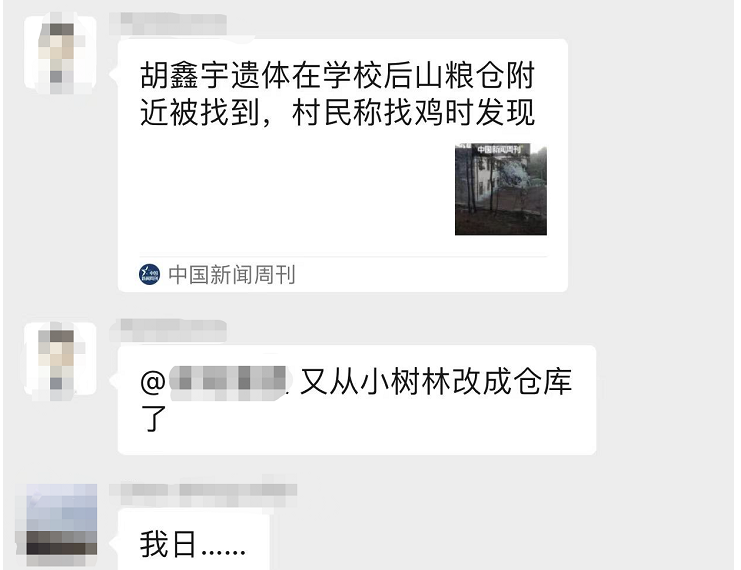 胡鑫宇遗体在学校后山粮仓附
近被找到，村民称找鸡时发现
中国新闻周刊
中国新闻周刊
@ 又从小树林改成仓库
了
我日……